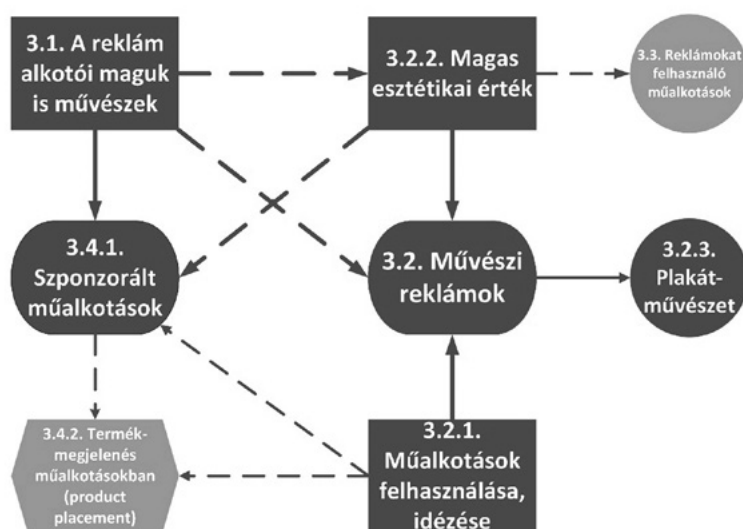 3.1. A reklám
alkotói maguk
is művészek
3.2.2. Magas
esztétikai érték
3.3. Reklámokat
felhasználó
műalkotások
3.4.1.
Szponzorált
műalkotások
3.2. Művészi
reklámok
3.2.3.
Plakát-
művészet
3.4.2. Termék-
megjelenés
műalkotásokban
(product
placement)
3.2.1.
Műalkotások
felhasználása,
idézése